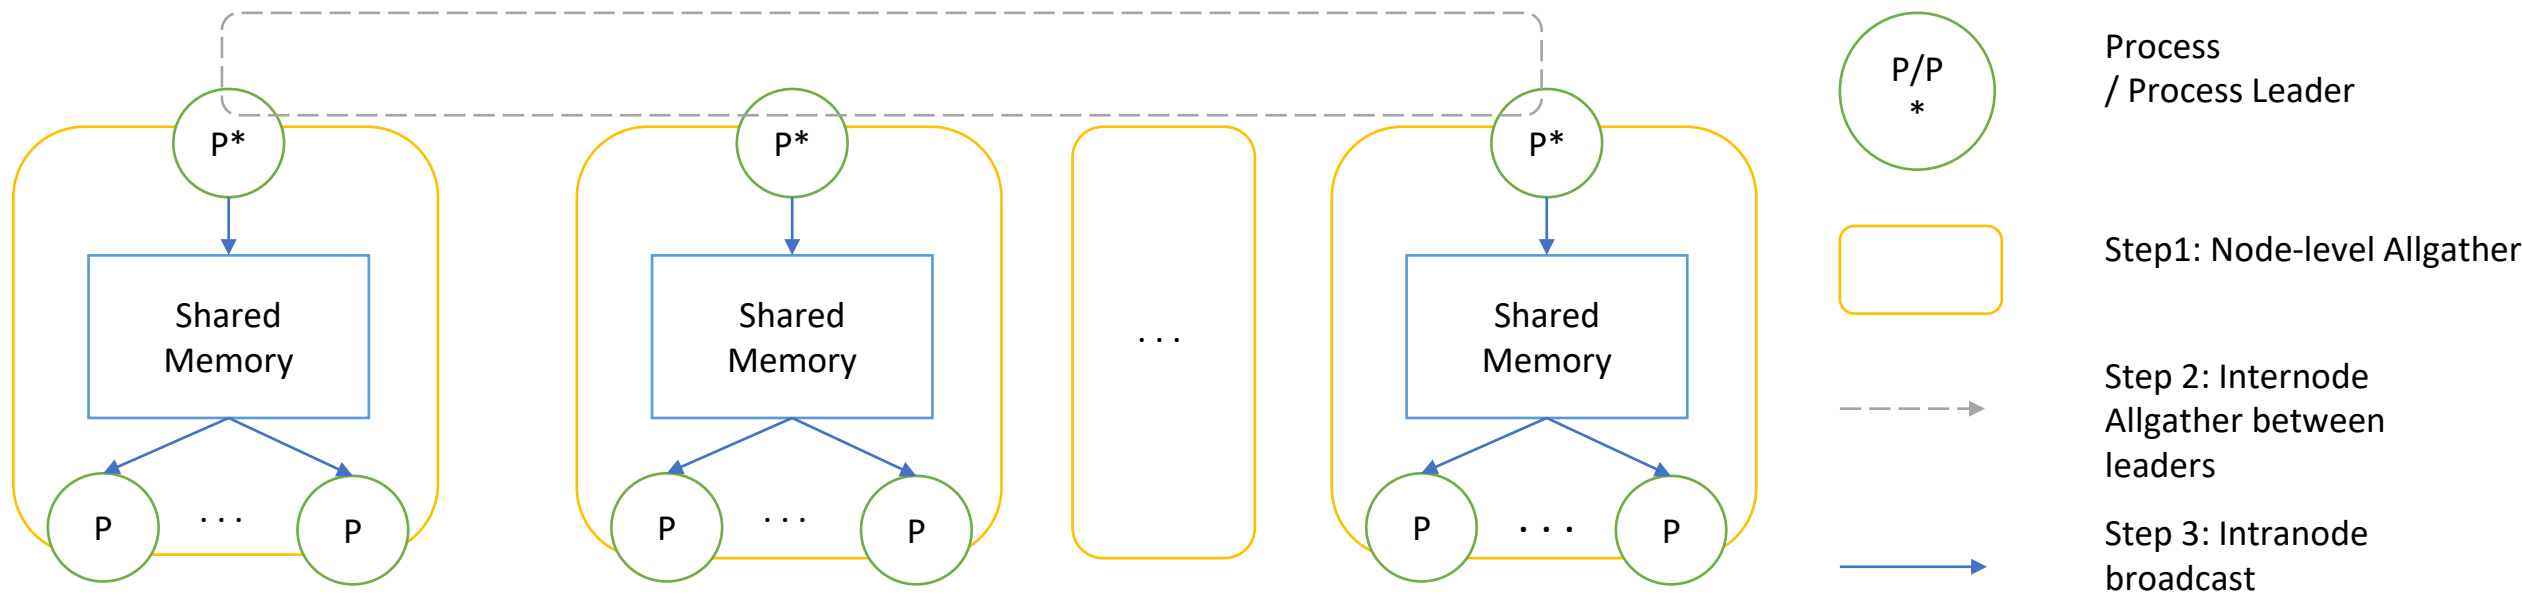 P*
P*
P*
Shared
Memory
Shared
Memory
. . .
Shared
Memory
P
. . .
P
P
. . .
P
P
. . .
P
P/P
*
Process
/ Process Leader
Step1: Node-level Allgather
Step 2: Internode
Allgather between
leaders
Step 3: Intranode
broadcast